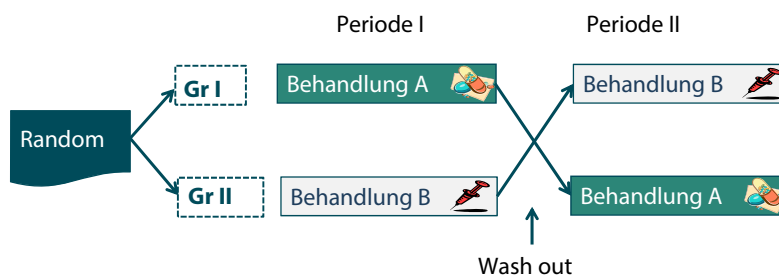 Periode I
Periode II
Gr I
Behandlung A
Behandlung B
Random
Gr II
Behandlung B
Behandlung A
Wash out